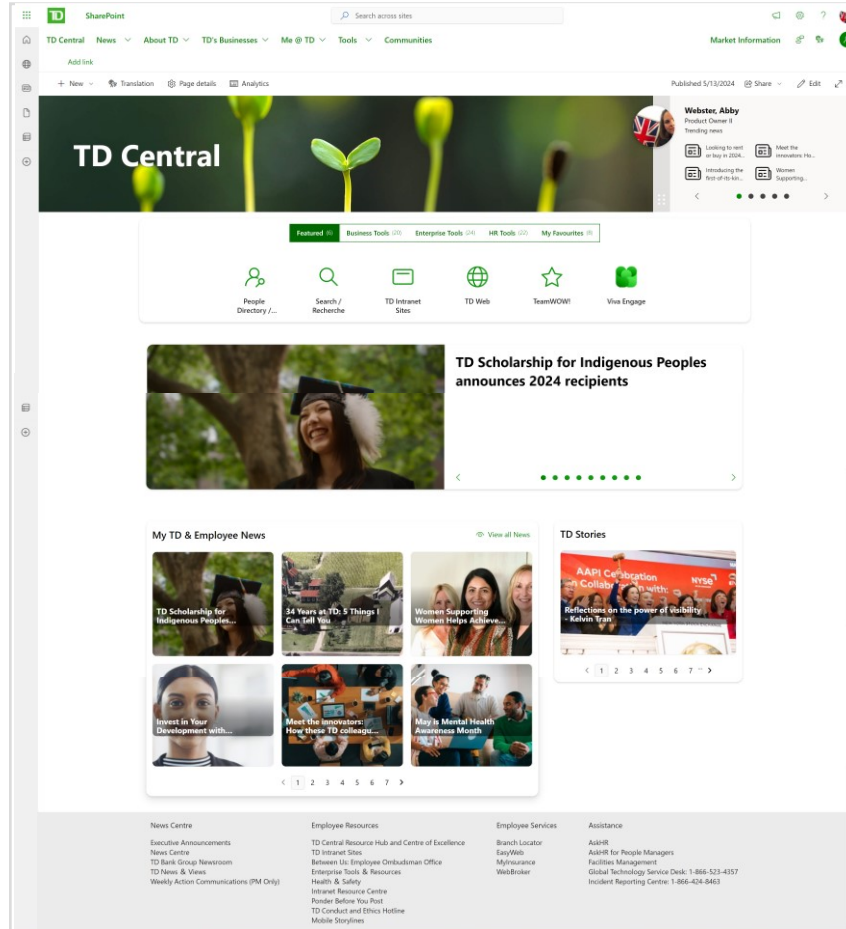 TD SharePoint Search across sites ?
TD Central News About TD TD's Businesses Me @ TD Tools Communities Market Information
Add link
+ New Translation Page details Analytics Published 5/13/2024 Share Edit
TD Central
Webster, Abby
Product Owner II
Trending news
Looking to rent
or buy in 2024...
Meet the
innovators: Ho...
Introducing the
first-of-its-kin...
Women
Supporting...
Featured (6) Business Tools (20) Enterprise Tools (24) HR Tools (22) My Favourites
People
Directory /...
Search /
Recherche
TD Intranet
Sites
TD Web
TeamWOW!
Viva Engage
TD Scholarship for Indigenous Peoples
announces 2024 recipients
My TD & Employee News View all News
TD Scholarship for
Indigenous Peoples...
34 Years at TD: 5 Things I
Can Tell You
Women Supporting
Women Helps Achieve...
Invest in Your
Development with...
Meet the innovators:
How these TD colleagu...
May is Mental Health
Awareness Month
< 1 2 3 4 5 6 7 >
TD Stories
AAPI Celebration
in Collaboration with:
NYSE
Reflections on the power of visibility
- Kelvin Tran
< 1 2 3 4 5 6 7 ... >
News Centre
Executive Announcements
News Centre
TD Bank Group Newsroom
TD News & Views
Weekly Action Communications (PM Only)
Employee Resources
TD Central Resource Hub and Centre of Excellence
TD Intranet Sites
Between Us: Employee Ombudsman Office
Enterprise Tools & Resources
Health & Safety
Intranet Resource Centre
Ponder Before You Post
TD Conduct and Ethics Hotline
Mobile Storylines
Employee Services
Branch Locator
EasyWeb
MyInsurance
WebBroker
Assistance
AskHR
AskHR for People Managers
Facilities Management
Global Technology Service Desk: 1-866-523-4357
Incident Reporting Centre: 1-866-424-8463